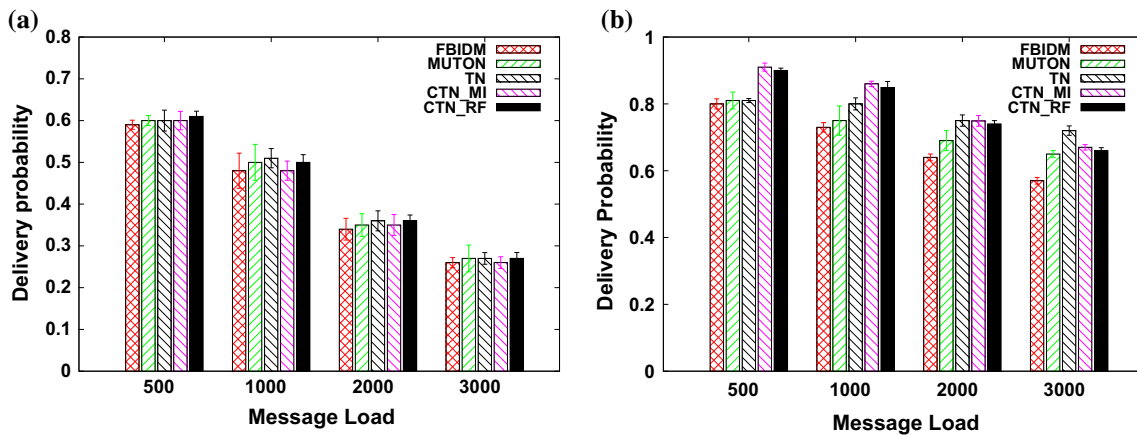 (a)
Delivery probability
0.8
0.7
0.6
0.5
0.4
0.3
0.2
0.1
0
FBIDM
MUTON
TN
CTN_MI
CTN_RF
500 1000 2000 3000
Message Load
(b)
Delivery Probability
1
0.8
0.6
0.4
0.2
0
FBIDM
MUTON
TN
CTN_MI
CTN_RF
500 1000 2000 3000
Message Load